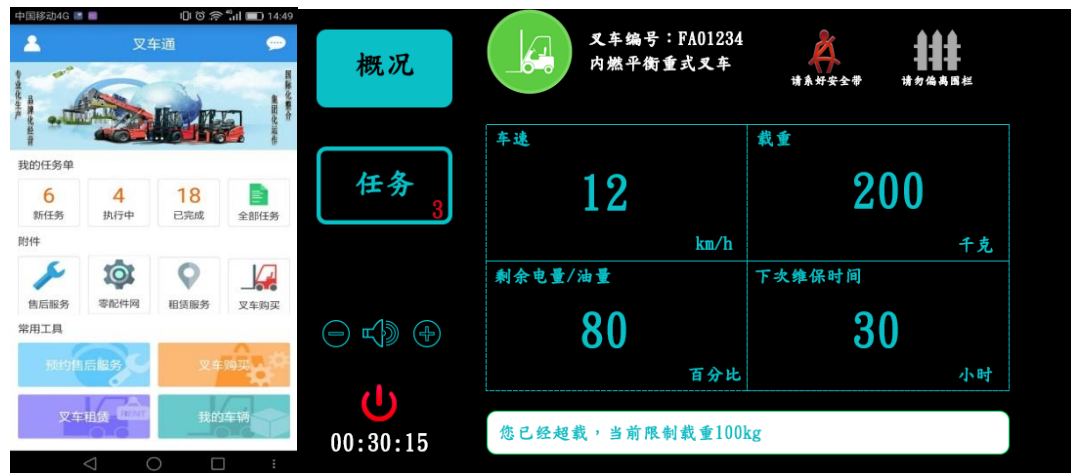 中国移动4G
14:49
叉车通
专业化生产
品牌化经营
国际化整合
集团化运作
我的任务单
6
4
18
新任务
执行中
已完成
全部任务
附件
售后服务
零配件网
租赁服务
叉车购买
常用工具
预约售后服务
叉车购买
叉车租赁
RENT
我的车辆
概况
任务
3
00:30:15
叉车编号：FA01234
内燃平衡重式叉车
请系好安全带
请勿偏离围栏
车速
12
km/h
载重
200
千克
剩余电量/油量
80
百分比
下次维保时间
30
小时
您已经超载，当前限制载重100kg